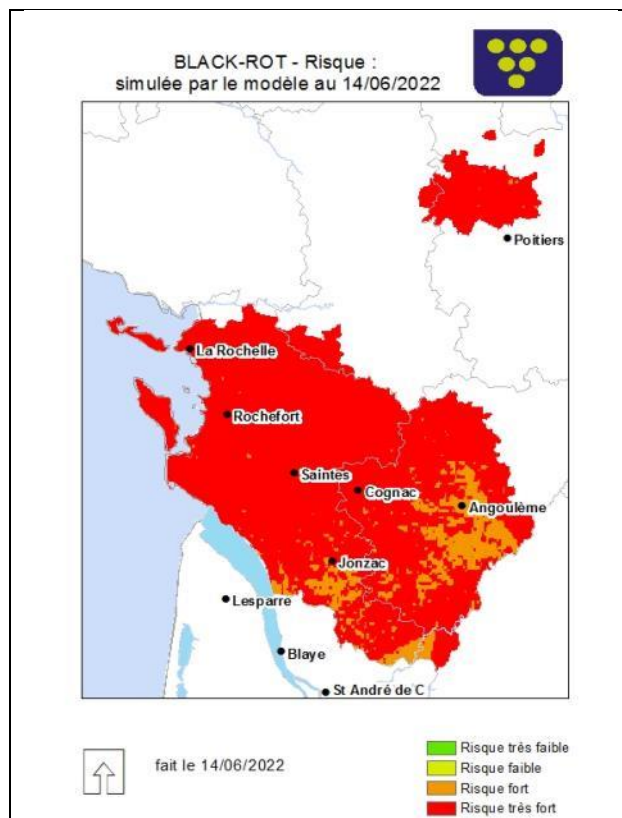 BLACK-ROT - Risque :
simulée par le modèle au 14/06/2022
Poitiers
La Rochelle
Rochefort
Saintes
Cognac
Angoulême
Jonzac
Lesparre
Blaye
St André de C
fait le 14/06/2022
Risque très faible
Risque faible
Risque fort
Risque très fort